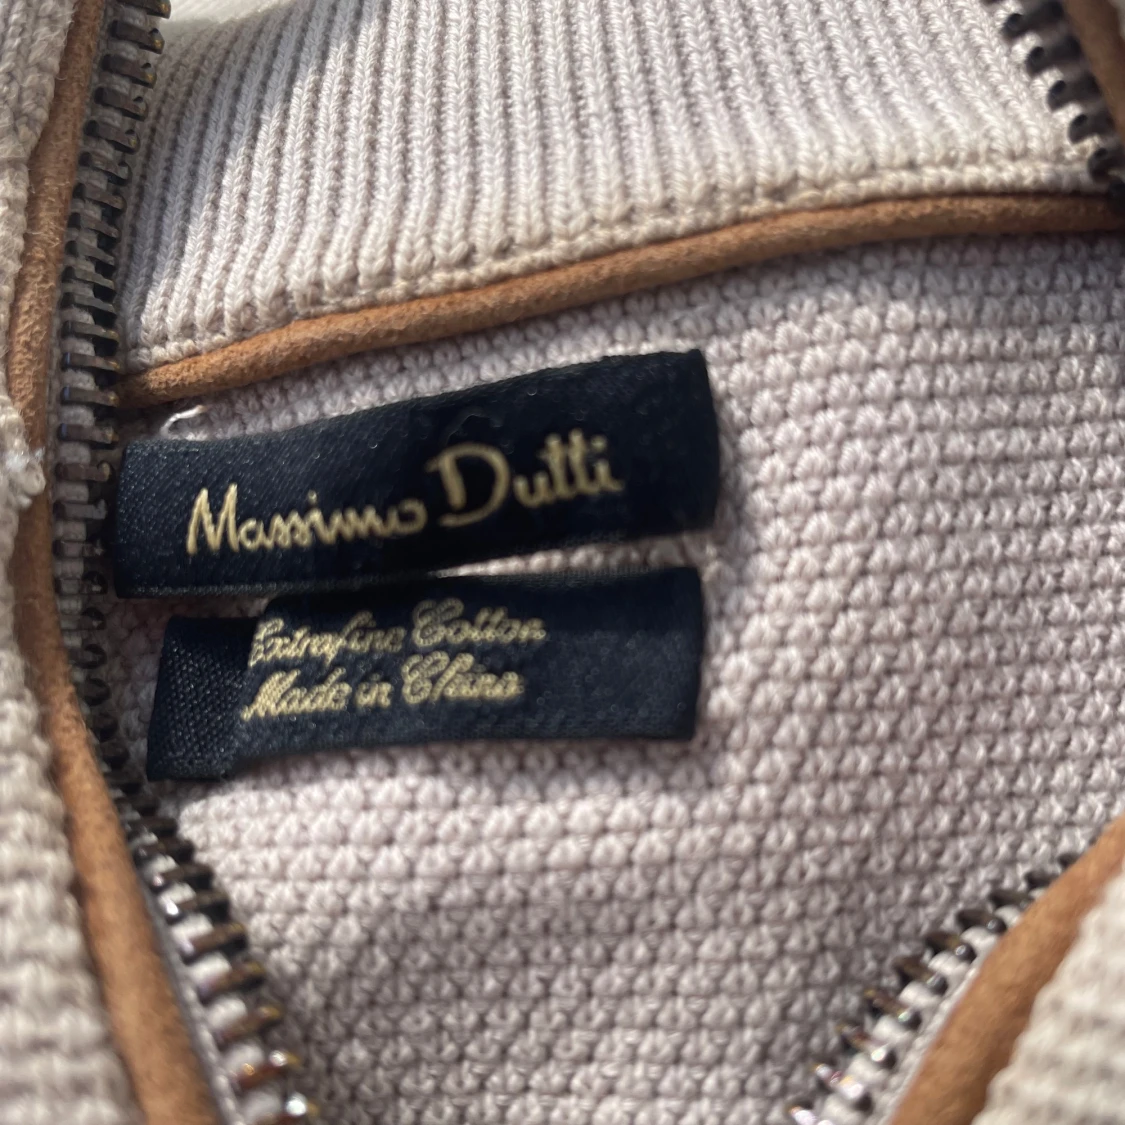 Massimo Dutti
Extrafine Cotton
Made in China